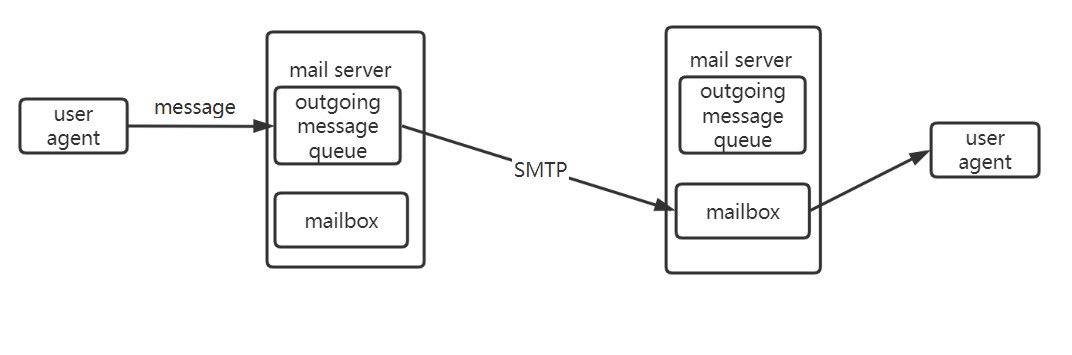 user
agent
message
mail server
outgoing
message
queue
mailbox
SMTP
mail server
outgoing
message
queue
mailbox
user
agent